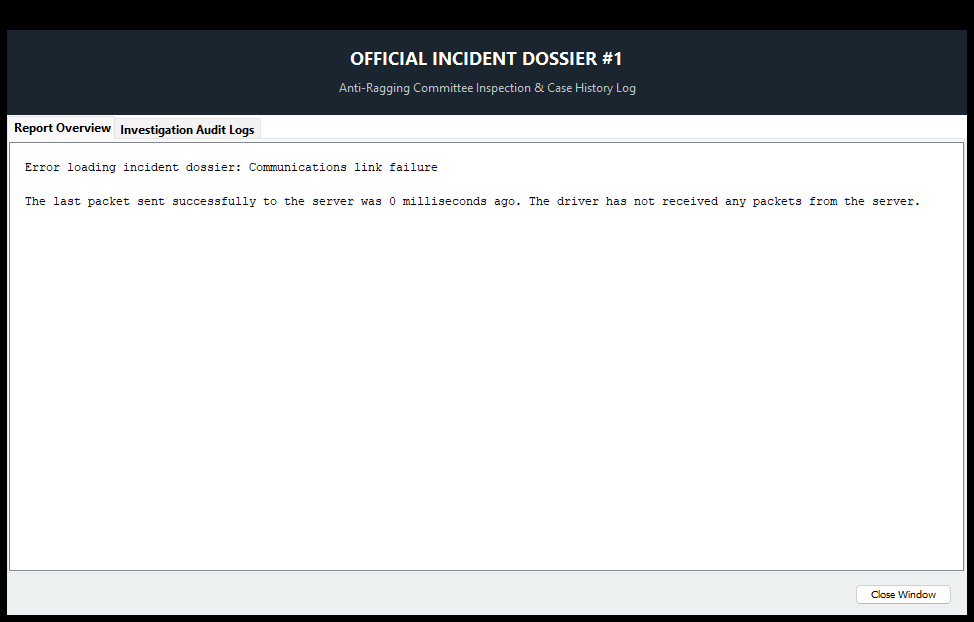 OFFICIAL INCIDENT DOSSIER #1
Anti-Ragging Committee Inspection & Case History Log
Report Overview
Investigation Audit Logs
Error loading incident dossier: Communications link failure
The last packet sent successfully to the server was 0 milliseconds ago. The driver has not received any packets from the server.
Close Window